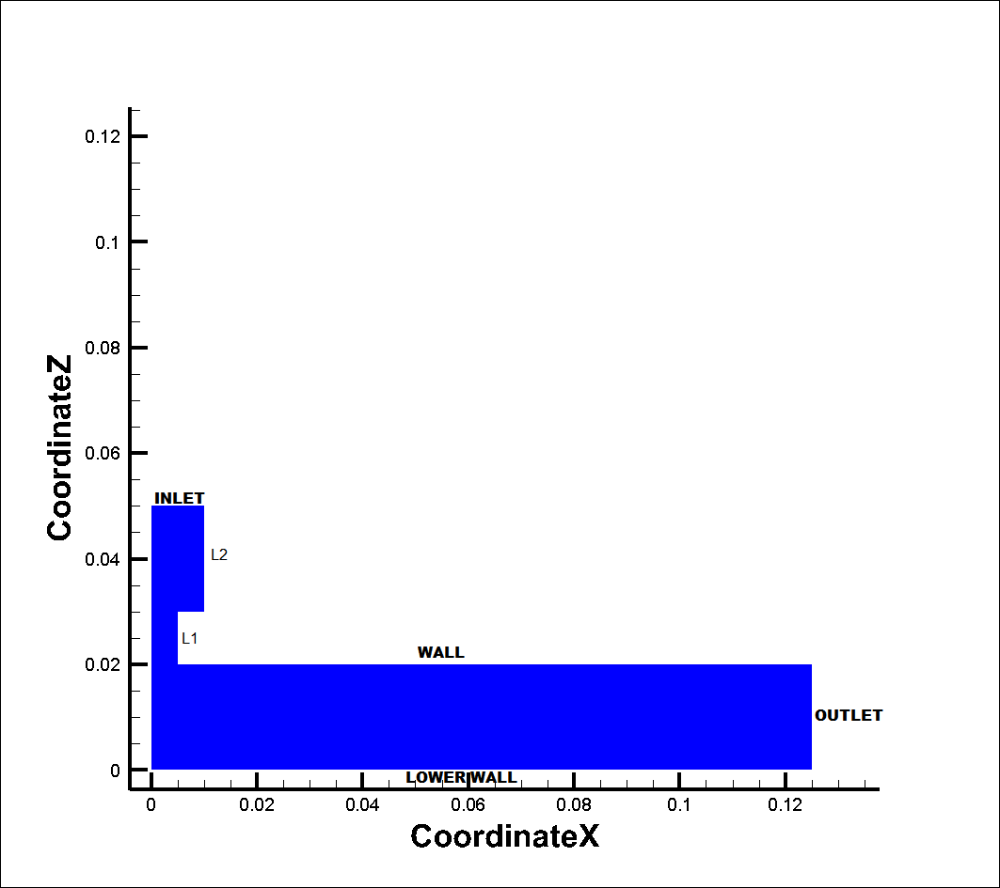 0.12
0.1
0.08
CoordinateZ
0.06
INLET
0.04
L2
L1
WALL
0.02
OUTLET
0
LOWER WALL
0 0.02 0.04 0.06 0.08 0.1 0.12
CoordinateX